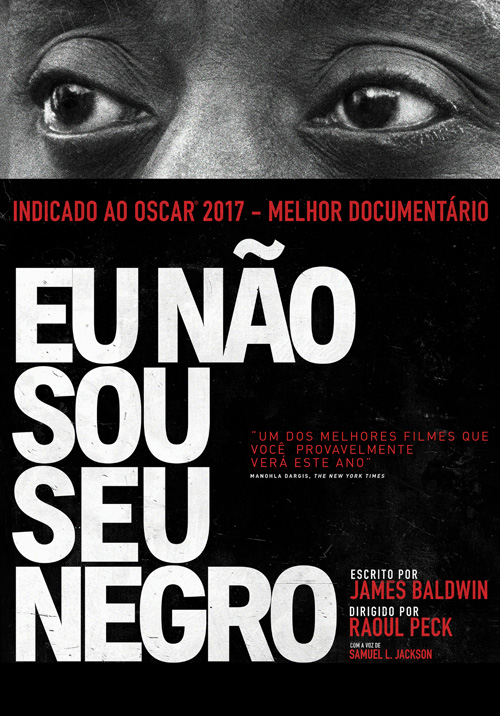 INDICADO AO OSCAR® 2017 - MELHOR DOCUMENTÁRIO
EU NÃO
SOU
SEU
NEGRO
"UM DOS MELHORES FILMES QUE
VOCÊ PROVAVELMENTE
VERÁ ESTE ANO"
MANOHLA DARGIS, THE NEW YORK TIMES
ESCRITO POR
JAMES BALDWIN
DIRIGIDO POR
RAOUL PECK
COM A VOZ DE
SAMUEL L. JACKSON